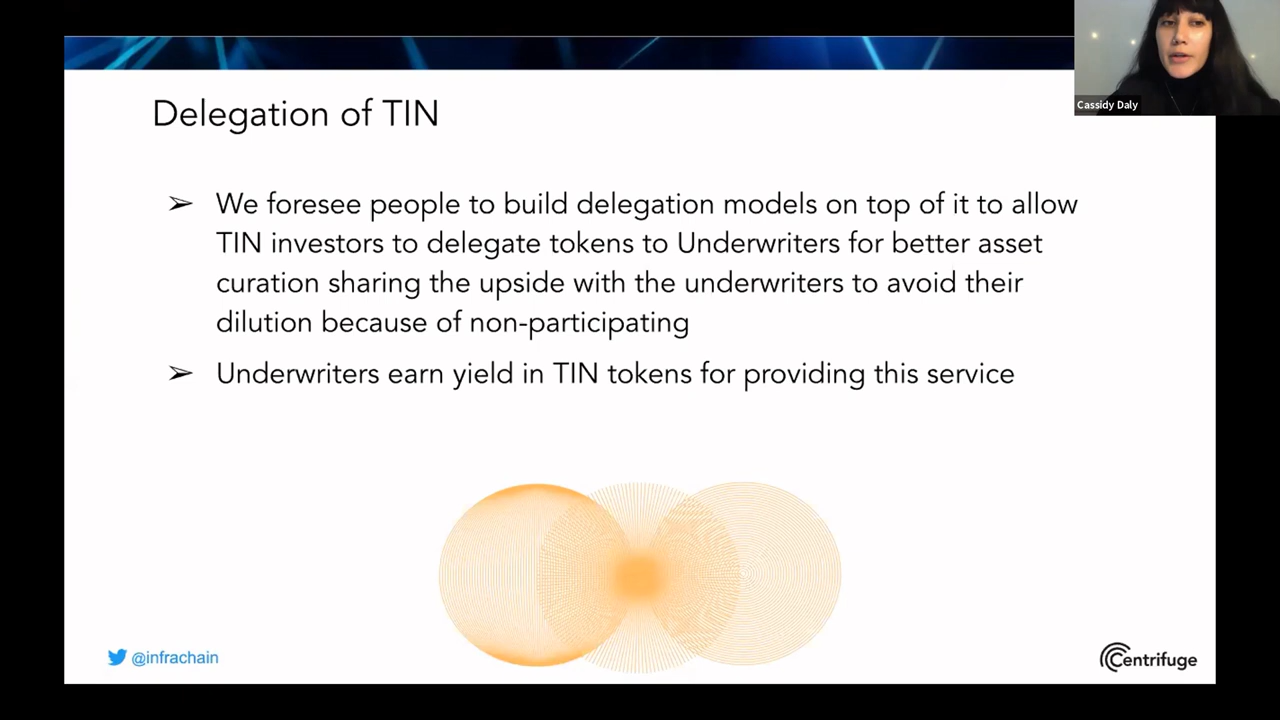 Cassidy Daly
Delegation of TIN
➢ We foresee people to build delegation models on top of it to allow
TIN investors to delegate tokens to Underwriters for better asset
curation sharing the upside with the underwriters to avoid their
dilution because of non-participating
➢ Underwriters earn yield in TIN tokens for providing this service
@infrachain
Centrifuge